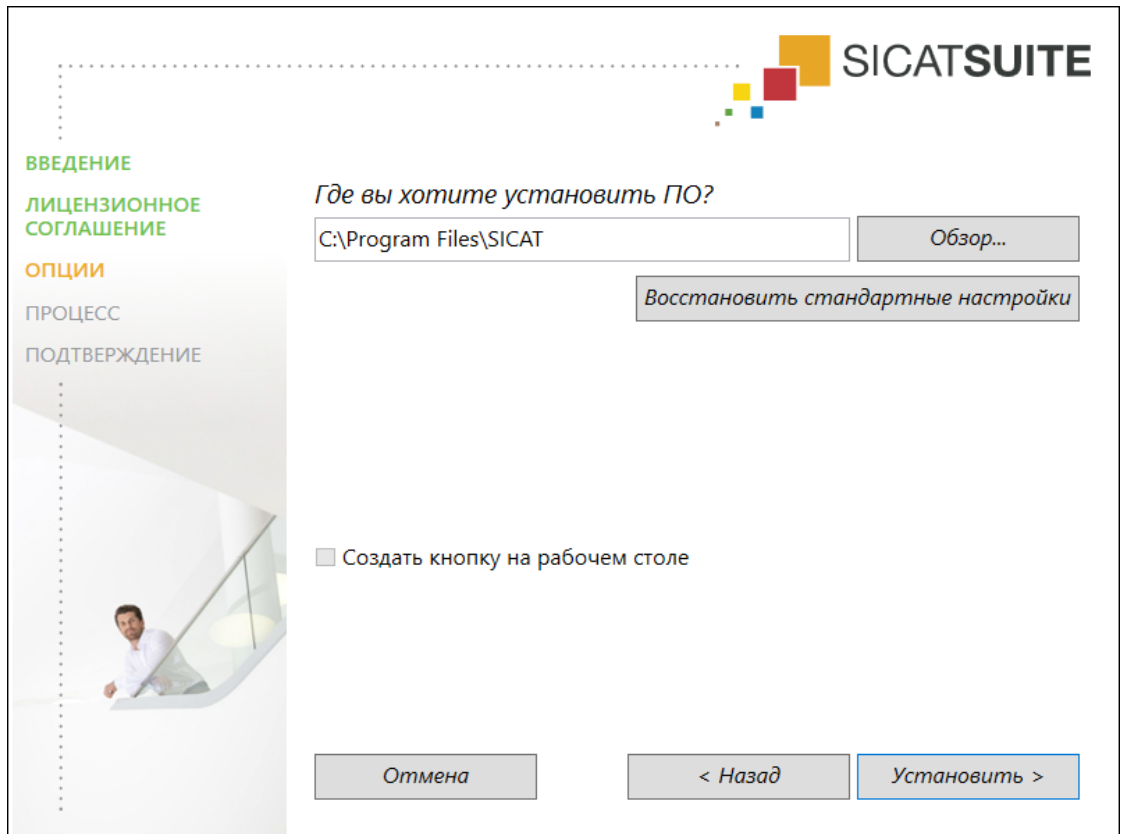 SICATSUITE
ВВЕДЕНИЕ
ЛИЦЕНЗИОННОЕ
СОГЛАШЕНИЕ
ОПЦИИ
ПРОЦЕСС
ПОДТВЕРЖДЕНИЕ
Где вы хотите установить ПО?
C:\Program Files\SICAT
Обзор...
Восстановить стандартные настройки
Создать кнопку на рабочем столе
Отмена
< Назад
Установить >